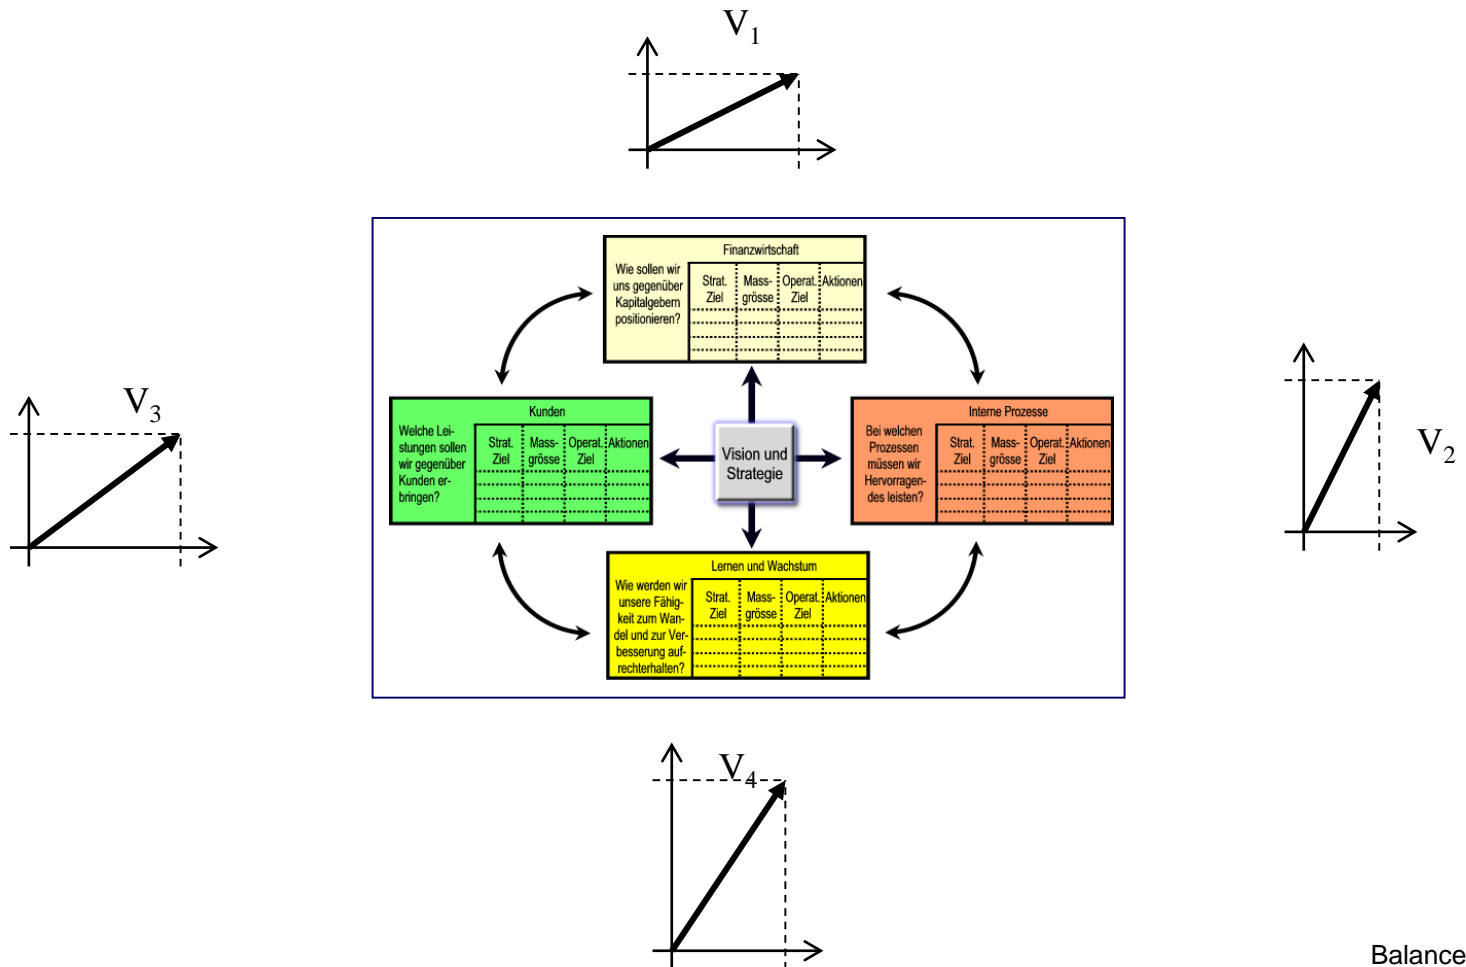 V1
Finanzwirtschaft
Wie sollen wir
uns gegenüber
Kapitalgebern
positionieren?
Strat.
Ziel
Mass-
grösse
Operat.
Ziel
Aktionen
V3
Kunden
Welche Lei-
stungen sollen
wir gegenüber
Kunden er-
bringen?
Strat.
Ziel
Mass-
grösse
Operat.
Ziel
Aktionen
Vision und
Strategie
Interne Prozesse
Bei welchen
Prozessen
müssen wir
Hervorragen-
des leisten?
Strat.
Ziel
Mass-
grösse
Operat.
Ziel
Aktionen
V2
Lernen und Wachstum
Wie werden wir
unsere Fähig-
keit zum Wan-
del und zur Ver-
besserung auf-
rechterhalten?
Strat.
Ziel
Mass-
grösse
Operat.
Ziel
Aktionen
V4
Balance